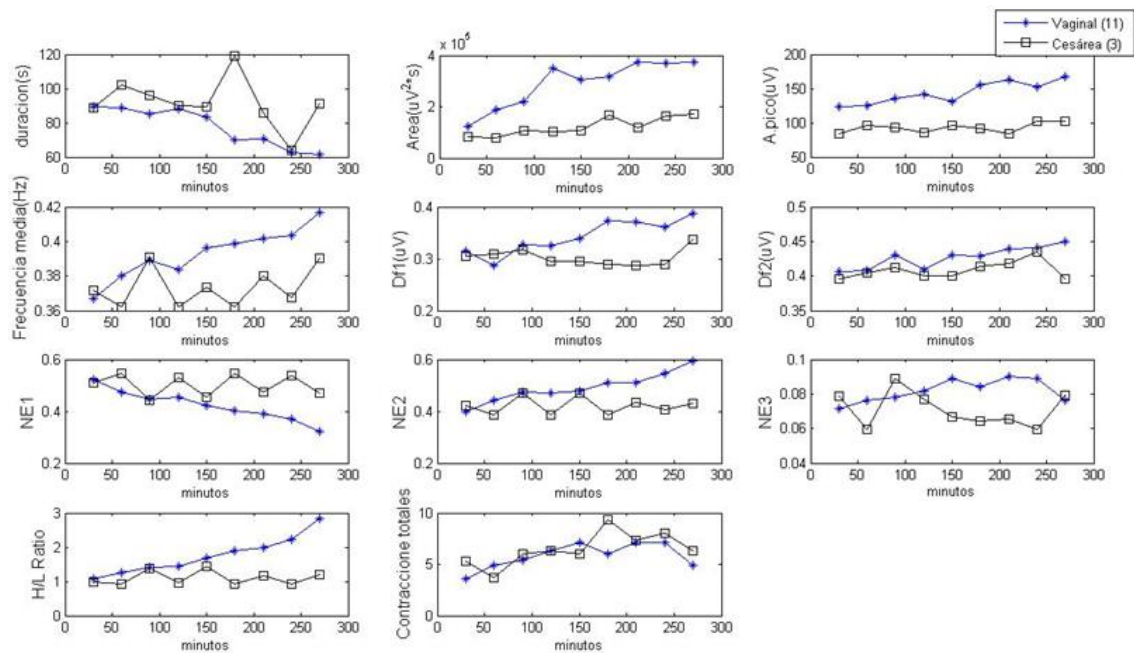 Vaginal (11)
Cesárea (3)
120
100
80
60
duracion(s)
0 50 100 150 200 250 300
minutos
x 10⁵
4
2
0
Area(uV²*s)
0 50 100 150 200 250 300
minutos
200
150
100
50
A.pico(uV)
0 50 100 150 200 250 300
minutos
0.42
0.4
0.38
0.36
Frecuencia media(Hz)
0 50 100 150 200 250 300
minutos
0.4
0.3
0.2
Df1(uV)
0 50 100 150 200 250 300
minutos
0.5
0.45
0.4
0.35
Df2(uV)
0 50 100 150 200 250 300
minutos
0.6
0.4
0.2
NE1
0 50 100 150 200 250 300
minutos
0.6
0.4
0.2
NE2
0 50 100 150 200 250 300
minutos
0.1
0.08
0.06
0.04
NE3
0 50 100 150 200 250 300
minutos
3
2
1
0
H/L Ratio
0 50 100 150 200 250 300
minutos
10
5
0
Contraccione totales
0 50 100 150 200 250 300
minutos